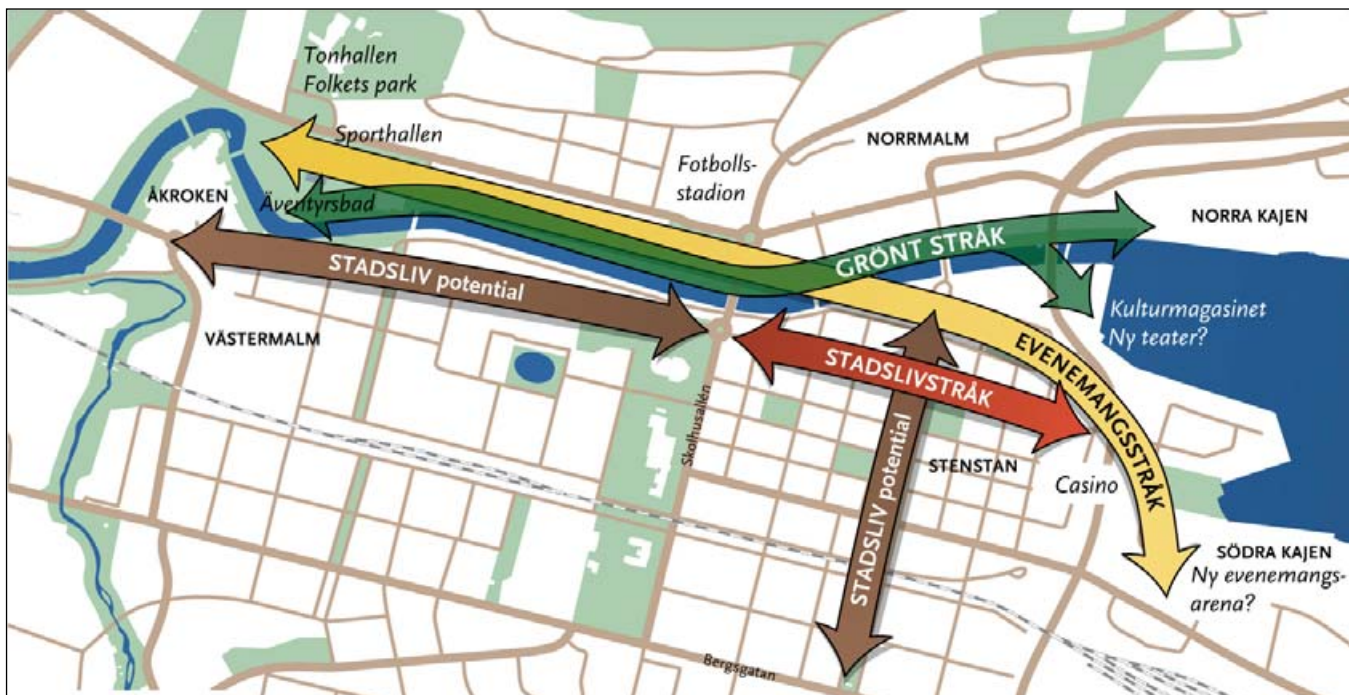 Tonhallen
Folkets park
Sporthallen
Fotbolls-
stadion
NORRMALM
ÅKROKEN
Äventyrsbad
NORRA KAJEN
GRÖNT STRÅK
STADSLIV potential
Kulturmagasinet
Ny teater?
VÄSTERMALM
EVENEMANGSSTRÅK
STADSLIVSTRÅK
Skolhusallén
STADSLIV potential
STENSTAN
Casino
SÖDRA KAJEN
Ny evenemangs-
arena?
Bergsgatan